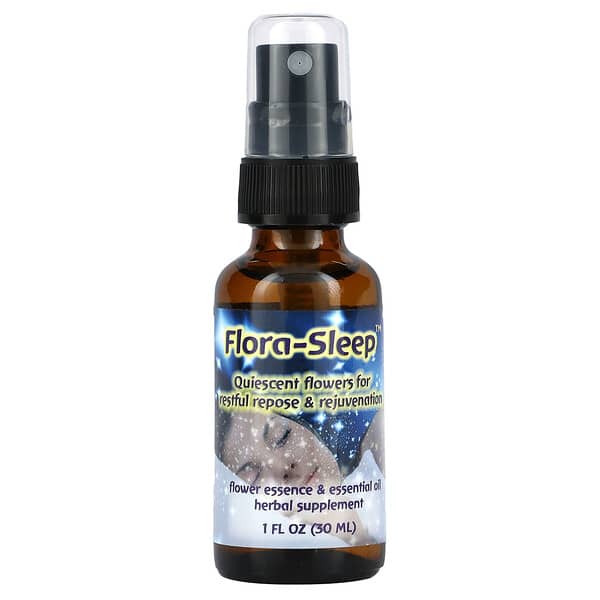 Flora-Sleep™
Quiescent flowers for
restful repose & rejuvenation
flower essence & essential oil
herbal supplement
1 FL OZ (30 ML)